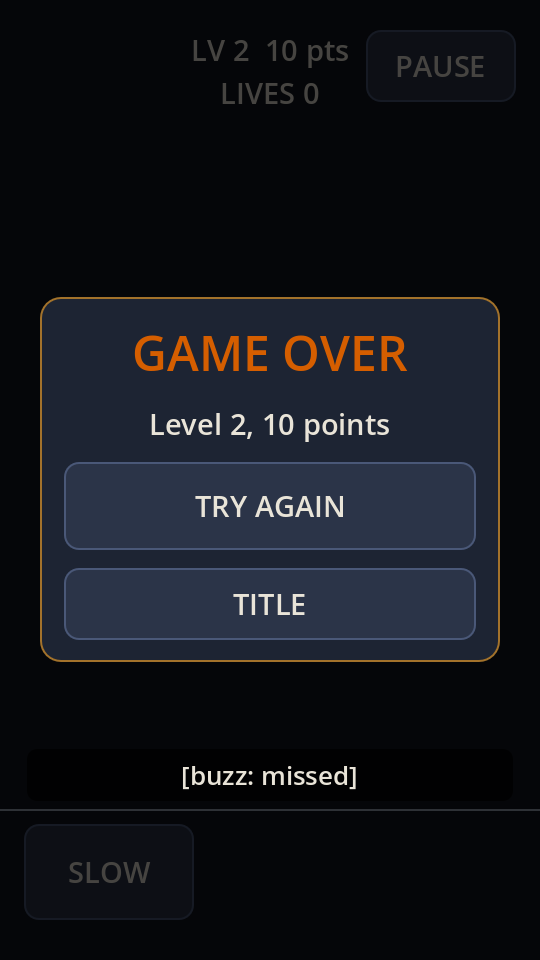 LV 2  10 pts
LIVES 0
PAUSE
GAME OVER
Level 2, 10 points
TRY AGAIN
TITLE
[buzz: missed]
SLOW